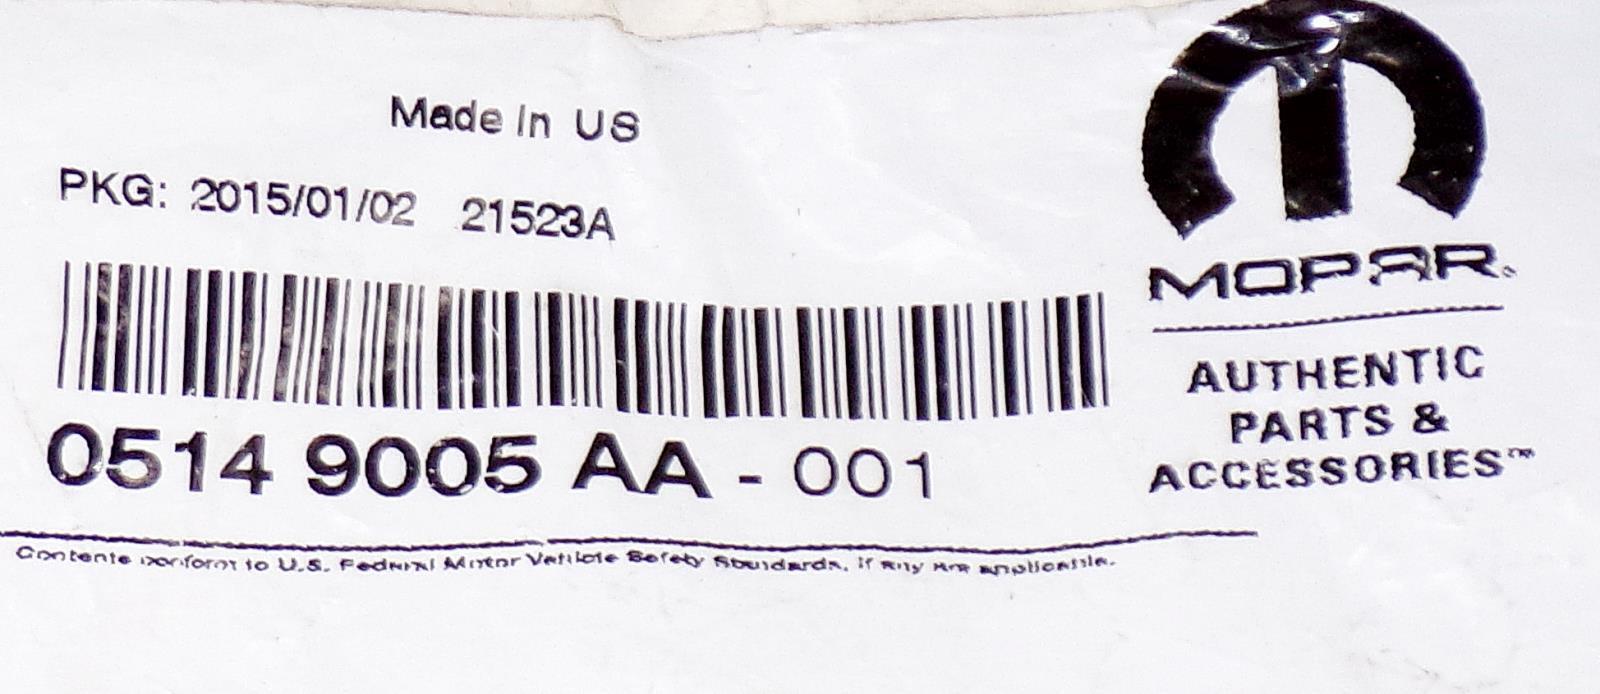 Made In US
PKG: 2015/01/02 21523A
0514 9005 AA - 001
Contents conform to U.S. Federal Motor Vehicle Safety Standards, if any are applicable.
MOPAR
AUTHENTIC
PARTS &
ACCESSORIES™